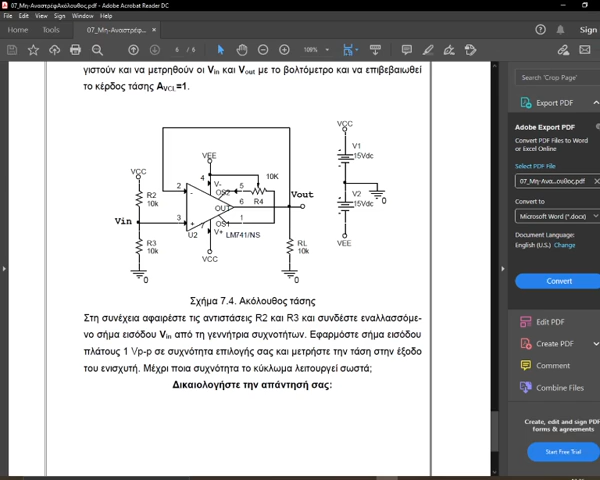 07_Μη-ΑναστρέφΑκόλουθος.pdf - Adobe Acrobat Reader DC
File Edit View Sign Window Help
Home Tools 07_Μη-Αναστρέφ... × Sign In
6 / 6 108%
γιστούν και να μετρηθούν οι Vin και Vout με το βολτόμετρο και να επιβεβαιωθεί
το κέρδος τάσης AVCL=1.
VCC
VEE
VCC
V1
15Vdc
V2
15Vdc
0
VEE
R2
10k
Vin
R3
10k
0
4
V-
2
-
OS2
5
10K
R4
Vout
OUT
6
3
+
7
OS1
1
V+
U2
LM741/NS
VCC
RL
10k
0
Σχήμα 7.4. Ακόλουθος τάσης
Στη συνέχεια αφαιρέστε τις αντιστάσεις R2 και R3 και συνδέστε εναλλασσόμε-
νο σήμα εισόδου Vin από τη γεννήτρια συχνοτήτων. Εφαρμόστε σήμα εισόδου
πλάτους 1 Vp-p σε συχνότητα επιλογής σας και μετρήστε την τάση στην έξοδο
του ενισχυτή. Μέχρι ποια συχνότητα το κύκλωμα λειτουργεί σωστά;
Δικαιολογήστε την απάντησή σας:
Search 'Crop Page'
Export PDF
Adobe Export PDF
Convert PDF Files to Word
or Excel Online
Select PDF File
07_Μη-Ανα...ουθος.pdf ×
Convert to
Microsoft Word (*.docx)
Document Language:
English (U.S.) Change
Convert
Edit PDF
Create PDF
Comment
Combine Files
Create, edit and sign PDF
forms & agreements
Start Free Trial